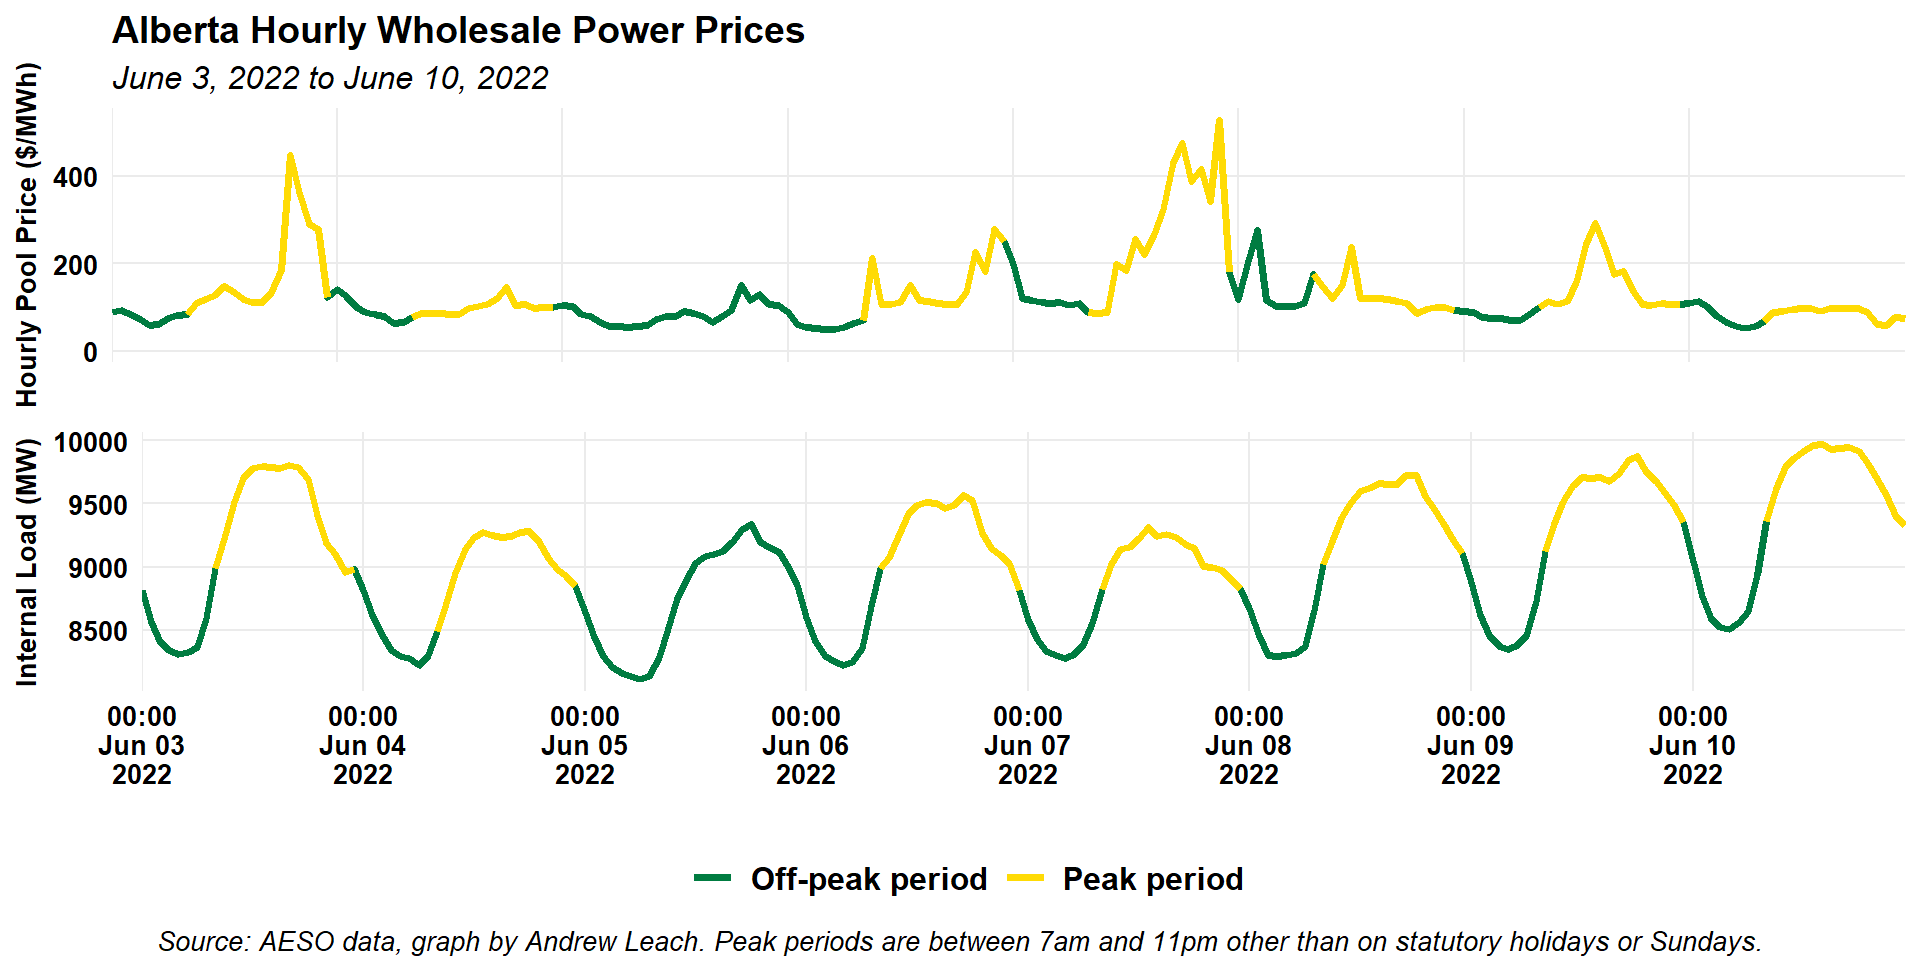 Alberta Hourly Wholesale Power Prices
June 3, 2022 to June 10, 2022
Hourly Pool Price ($/MWh)
400
200
0
Internal Load (MW)
10000
9500
9000
8500
00:00 00:00 00:00 00:00 00:00 00:00 00:00 00:00
Jun 03 Jun 04 Jun 05 Jun 06 Jun 07 Jun 08 Jun 09 Jun 10
2022 2022 2022 2022 2022 2022 2022 2022
Off-peak period Peak period
Source: AESO data, graph by Andrew Leach. Peak periods are between 7am and 11pm other than on statutory holidays or Sundays.